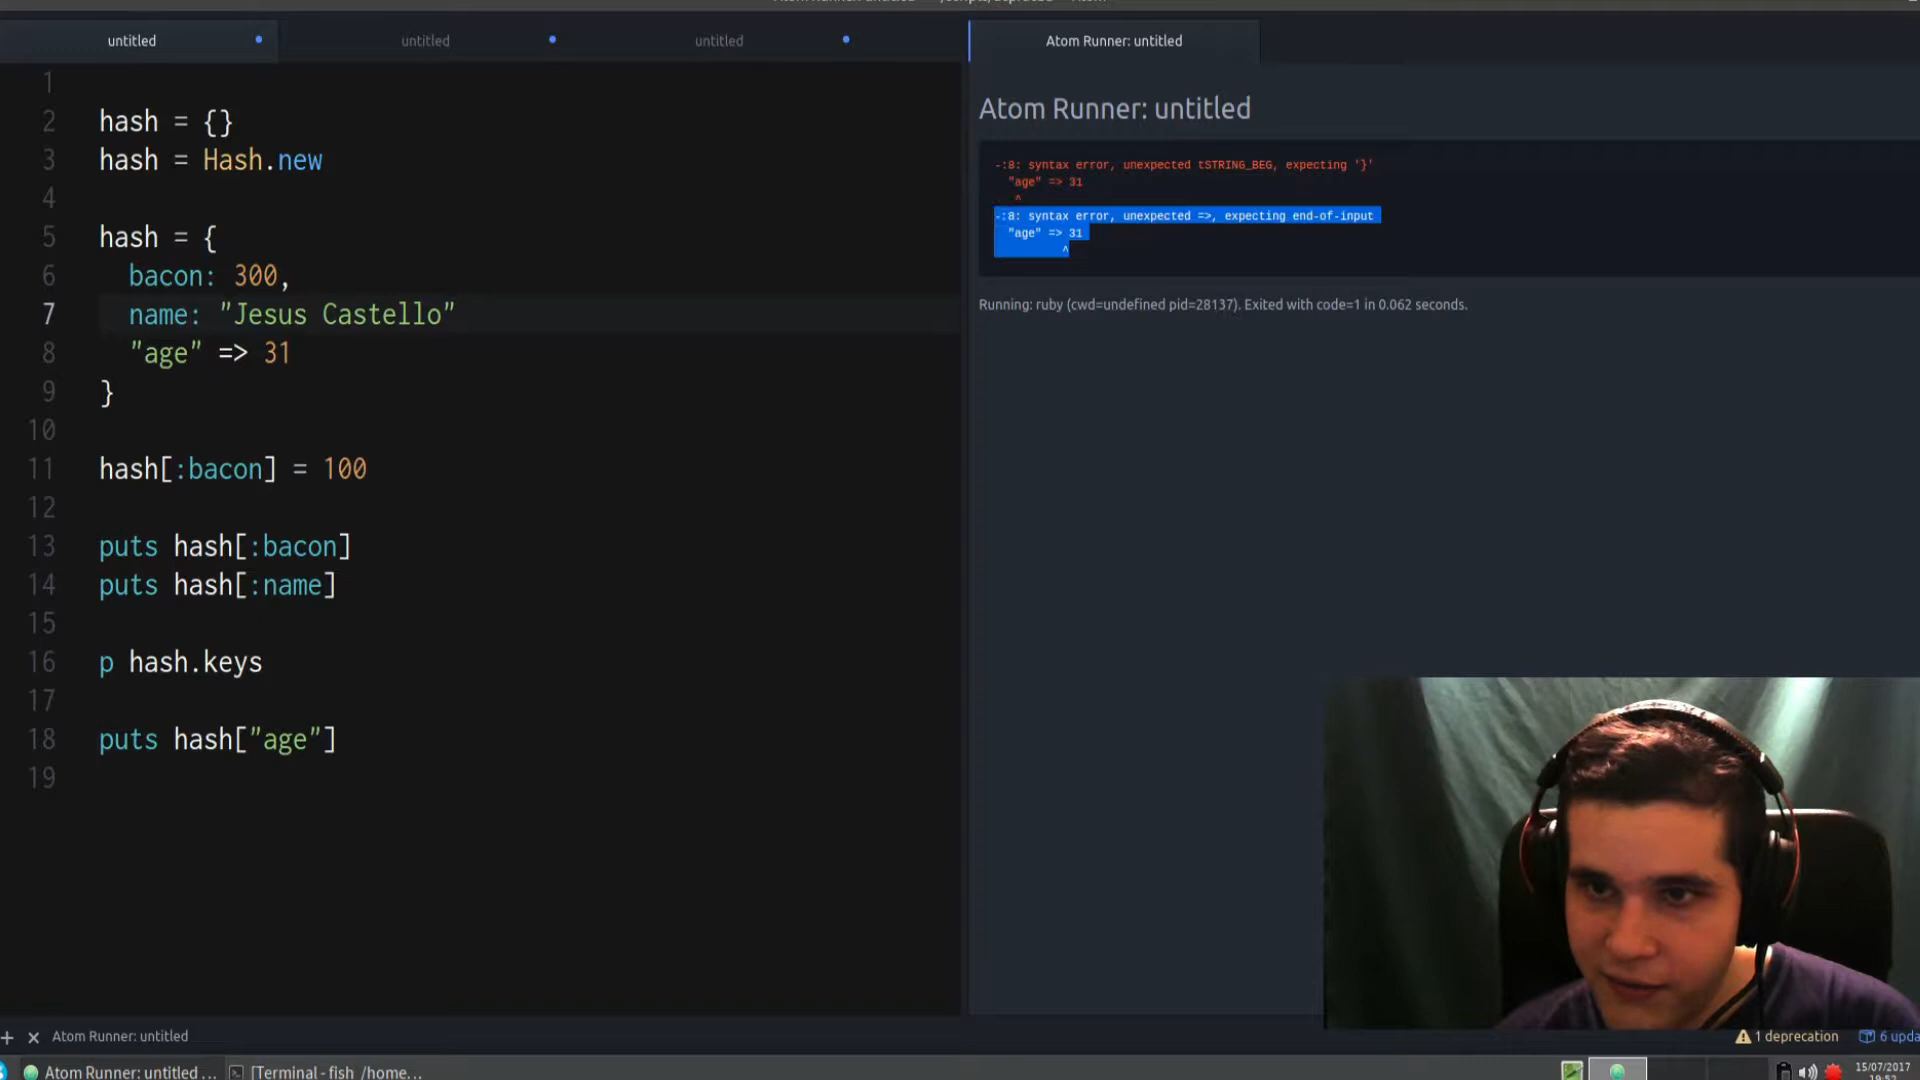 untitled
untitled
untitled
Atom Runner: untitled
1
2 hash = {}
3 hash = Hash.new
4
5 hash = {
6 bacon: 300,
7 name: "Jesus Castello"
8 "age" => 31
9 }
10
11 hash[:bacon] = 100
12
13 puts hash[:bacon]
14 puts hash[:name]
15
16 p hash.keys
17
18 puts hash["age"]
19
Atom Runner: untitled
-:8: syntax error, unexpected tSTRING_BEG, expecting '}'
"age" => 31
^
-:8: syntax error, unexpected =>, expecting end-of-input
"age" => 31
^
Running: ruby (cwd=undefined pid=28137). Exited with code=1 in 0.062 seconds.
+ × Atom Runner: untitled
1 deprecation
6 upda
Atom Runner: untitled ...
[Terminal - fish /home...
15/07/2017